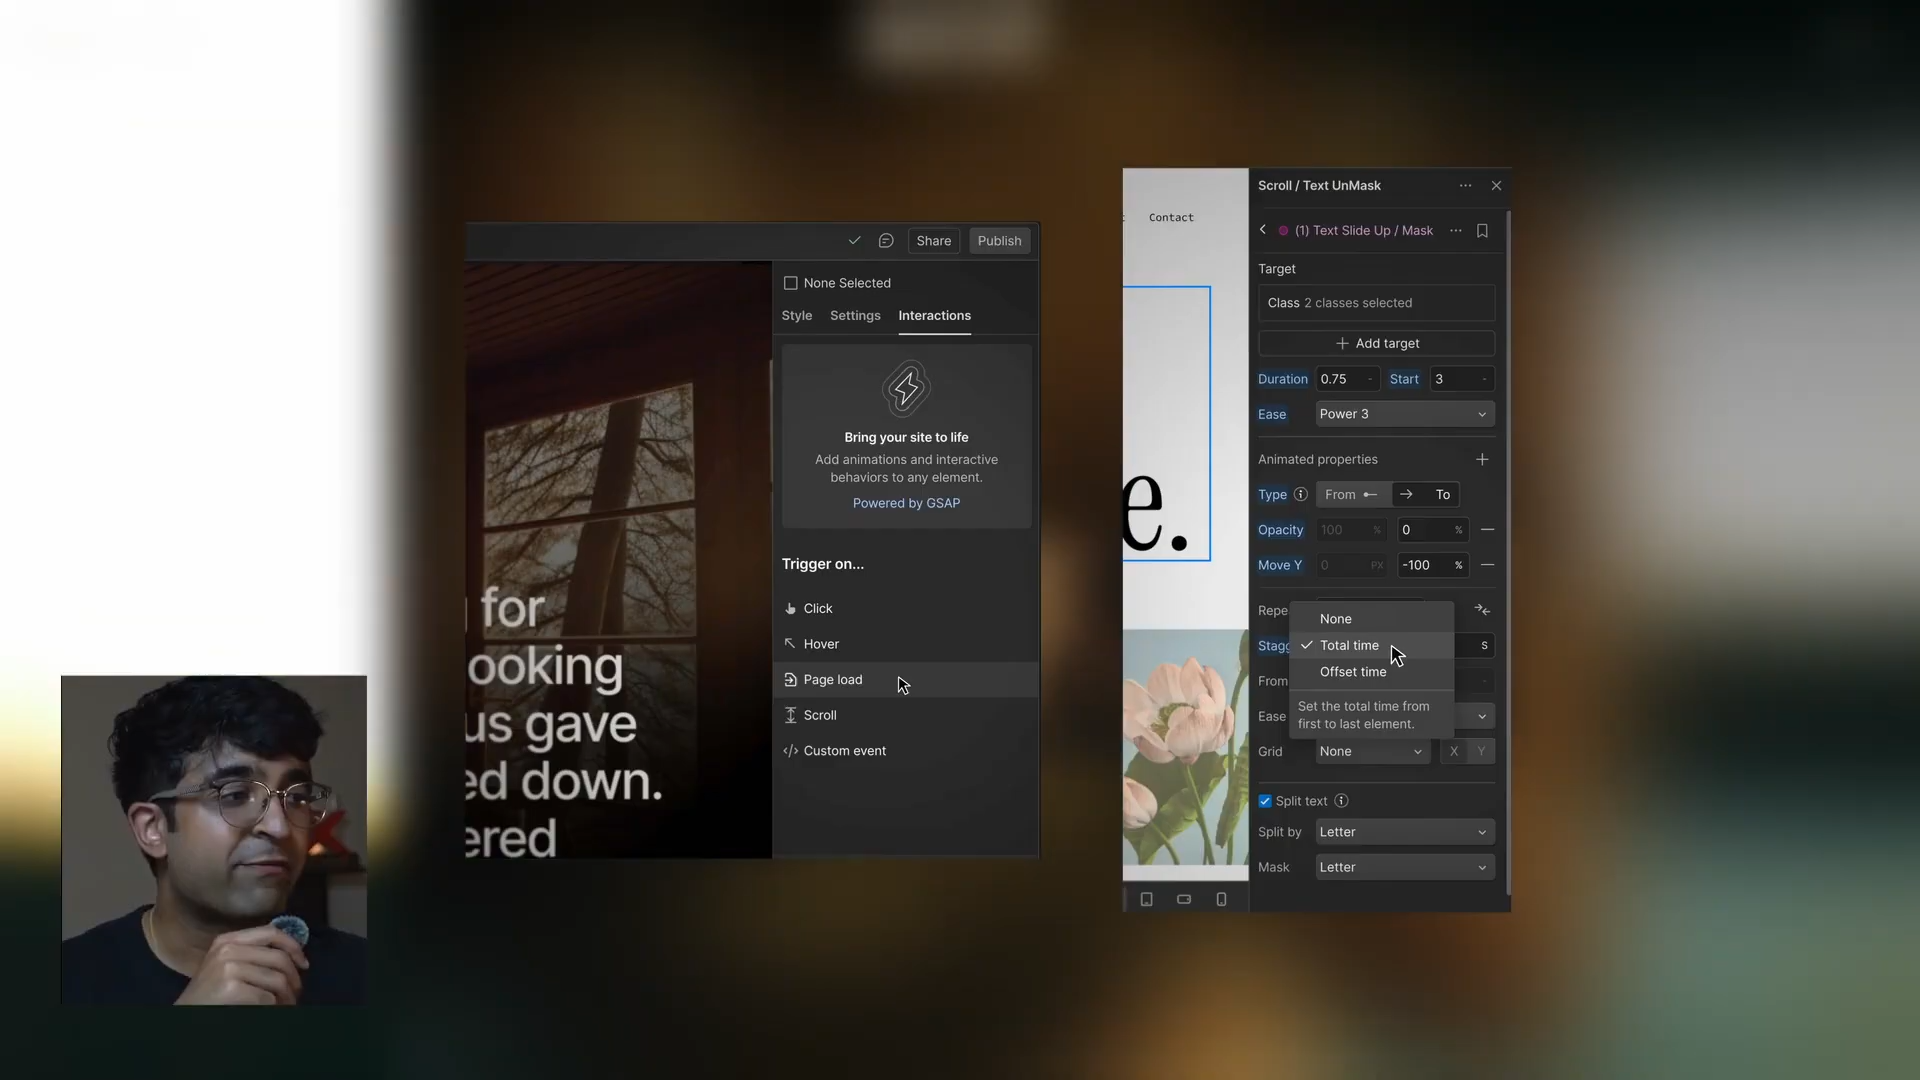 Share
Publish
None Selected
Style
Settings
Interactions
Bring your site to life
Add animations and interactive
behaviors to any element.
Powered by GSAP
Trigger on...
Click
Hover
Page load
Scroll
Custom event
for
ooking
us gave
ed down.
ered
Contact
e.
Scroll / Text UnMask
(1) Text Slide Up / Mask
Target
Class 2 classes selected
Add target
Duration 0.75 - Start 3 -
Ease Power 3
Animated properties
Type From To
Opacity 100 % 0 %
Move Y 0 PX -100 %
Repe
None
Stagg Total time S
Offset time
From
Set the total time from
first to last element.
Ease
Grid None X Y
Split text
Split by Letter
Mask Letter